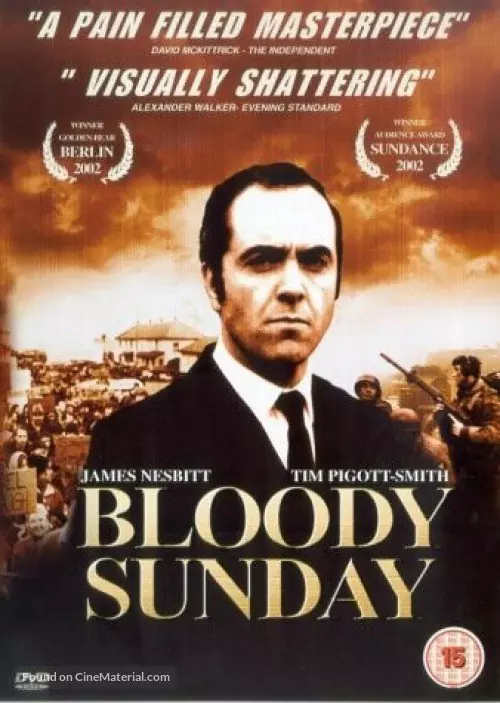 "A PAIN FILLED MASTERPIECE"
DAVID MCKITTRICK - THE INDEPENDENT
" VISUALLY SHATTERING"
ALEXANDER WALKER- EVENING STANDARD
WINNER
GOLDEN BEAR
BERLIN
2002
WINNER
AUDIENCE AWARD
SUNDANCE
2002
JAMES NESBITT TIM PIGOTT-SMITH
BLOODY
SUNDAY
15
Found on CineMaterial.com